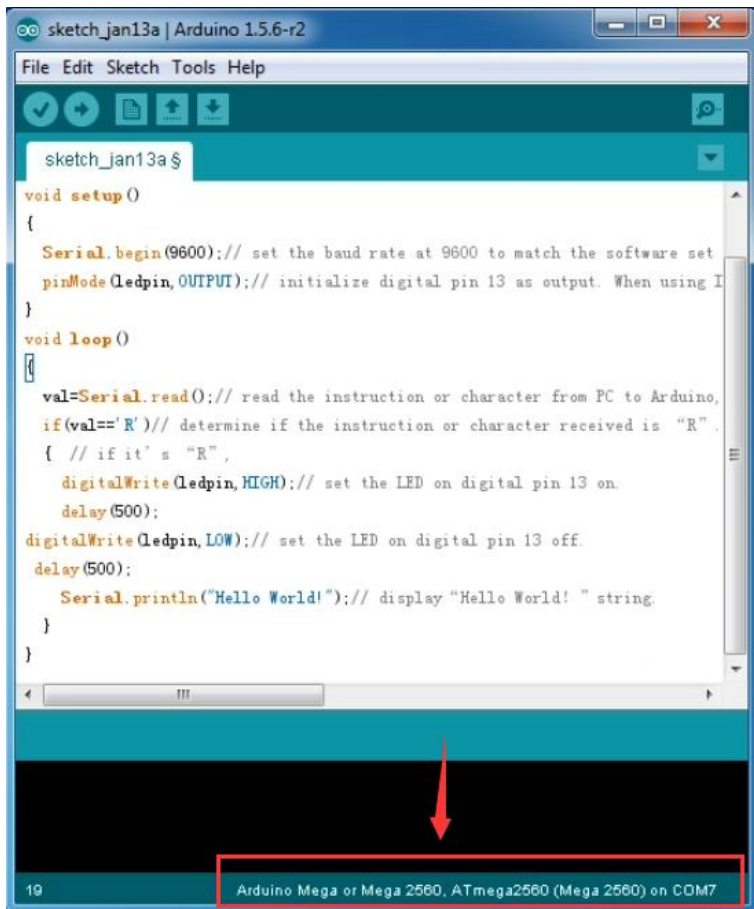 sketch_jan13a | Arduino 1.5.6-r2
File Edit Sketch Tools Help
sketch_jan13a §
void setup()
{
Serial.begin(9600);// set the baud rate at 9600 to match the software set
pinMode(ledpin,OUTPUT);// initialize digital pin 13 as output. When using I
}
void loop()
{
val=Serial.read();// read the instruction or character from PC to Arduino,
if(val=='R')// determine if the instruction or character received is “R”.
{ // if it’s “R”,
digitalWrite(ledpin,HIGH);// set the LED on digital pin 13 on.
delay(500);
digitalWrite(ledpin,LOW);// set the LED on digital pin 13 off.
delay(500);
Serial.println("Hello World!");// display “Hello World! ” string.
}
}
19
Arduino Mega or Mega 2560, ATmega2560 (Mega 2560) on COM7